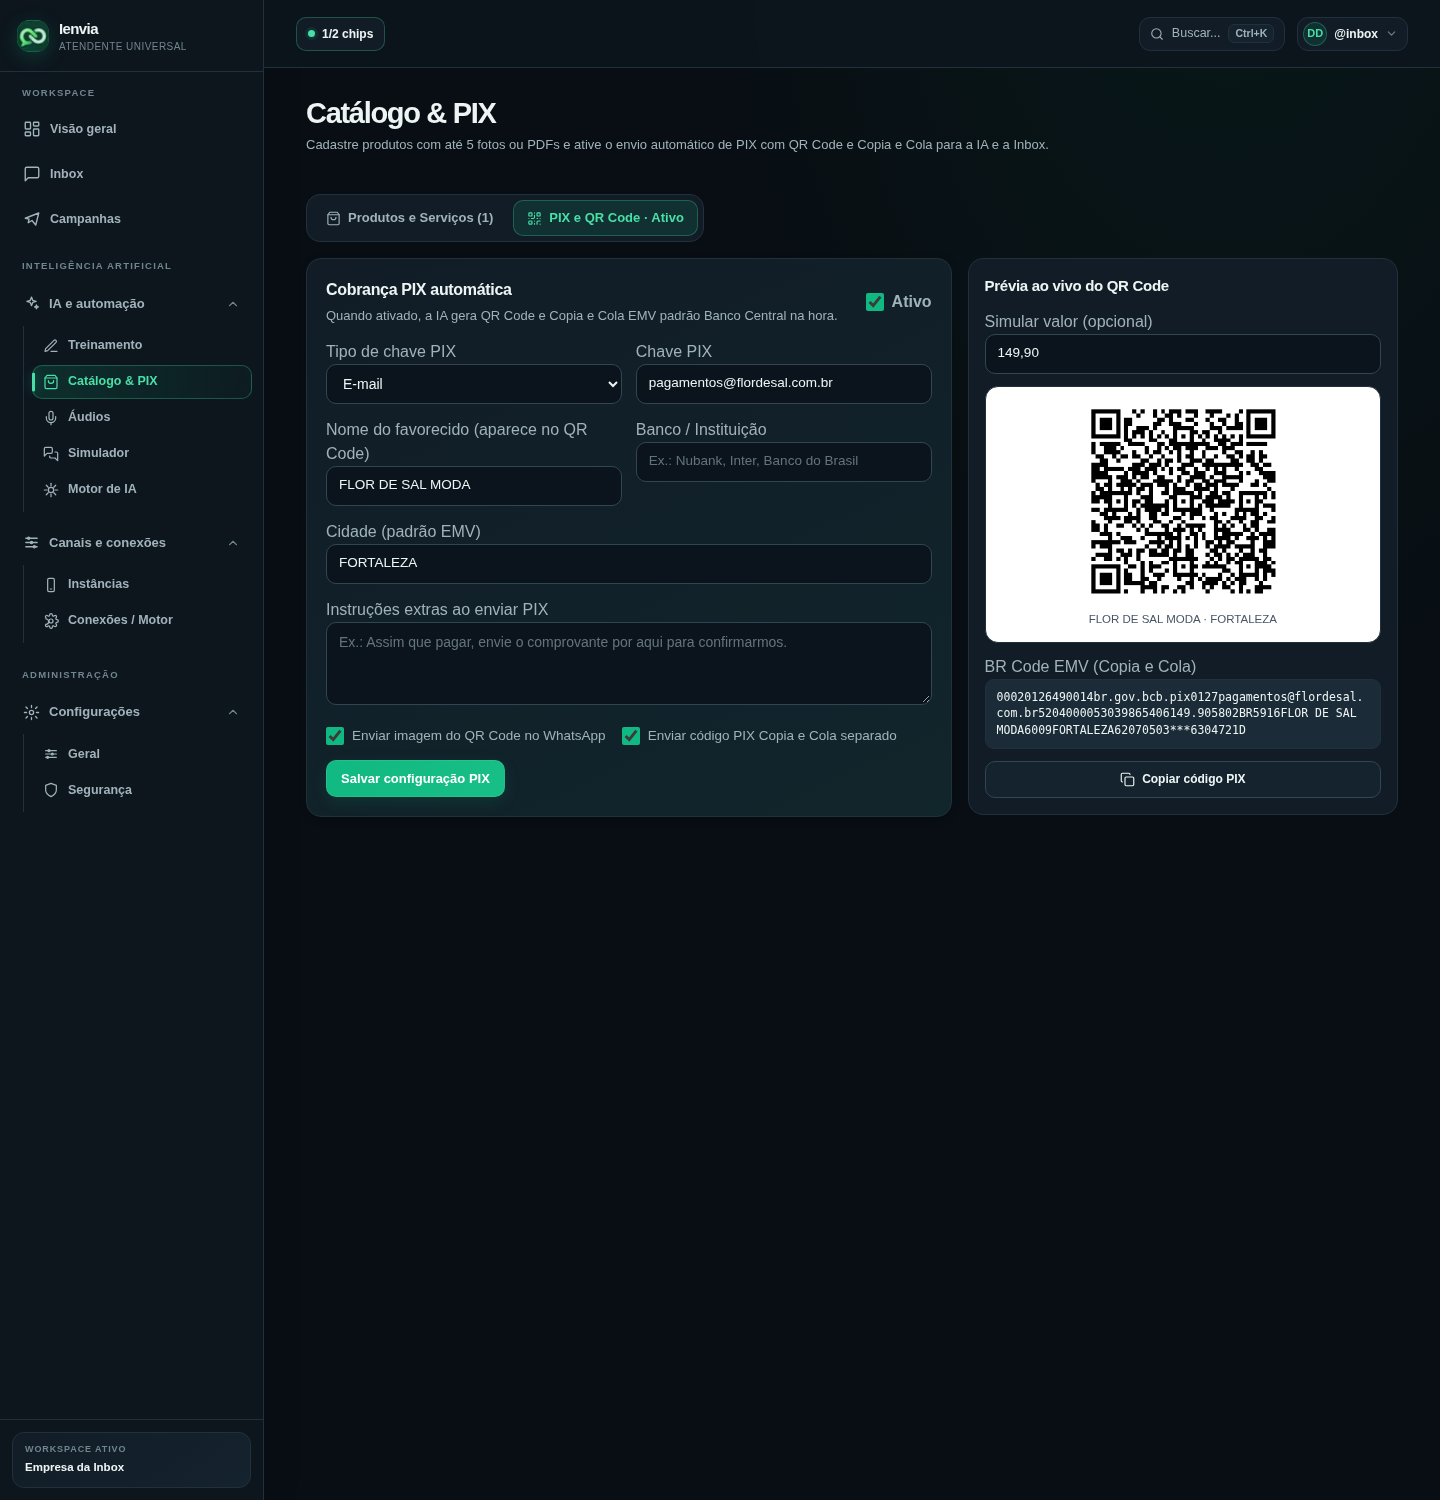 Ienvia
ATENDENTE UNIVERSAL
1/2 chips
Buscar...
Ctrl+K
DD
@inbox
WORKSPACE
Visão geral
Inbox
Campanhas
INTELIGÊNCIA ARTIFICIAL
IA e automação
Treinamento
Catálogo & PIX
Áudios
Simulador
Motor de IA
Canais e conexões
Instâncias
Conexões / Motor
ADMINISTRAÇÃO
Configurações
Geral
Segurança
WORKSPACE ATIVO
Empresa da Inbox
Catálogo & PIX
Cadastre produtos com até 5 fotos ou PDFs e ative o envio automático de PIX com QR Code e Copia e Cola para a IA e a Inbox.
Produtos e Serviços (1)
PIX e QR Code · Ativo
Cobrança PIX automática
Quando ativado, a IA gera QR Code e Copia e Cola EMV padrão Banco Central na hora.
Ativo
Tipo de chave PIX
E-mail
Chave PIX
pagamentos@flordesal.com.br
Nome do favorecido (aparece no QR
Code)
FLOR DE SAL MODA
Banco / Instituição
Ex.: Nubank, Inter, Banco do Brasil
Cidade (padrão EMV)
FORTALEZA
Instruções extras ao enviar PIX
Ex.: Assim que pagar, envie o comprovante por aqui para confirmarmos.
Enviar imagem do QR Code no WhatsApp
Enviar código PIX Copia e Cola separado
Salvar configuração PIX
Prévia ao vivo do QR Code
Simular valor (opcional)
149,90
FLOR DE SAL MODA · FORTALEZA
BR Code EMV (Copia e Cola)
00020126490014br.gov.bcb.pix0127pagamentos@flordesal.
com.br5204000053039865406149.905802BR5916FLOR DE SAL
MODA6009FORTALEZA62070503***6304721D
Copiar código PIX